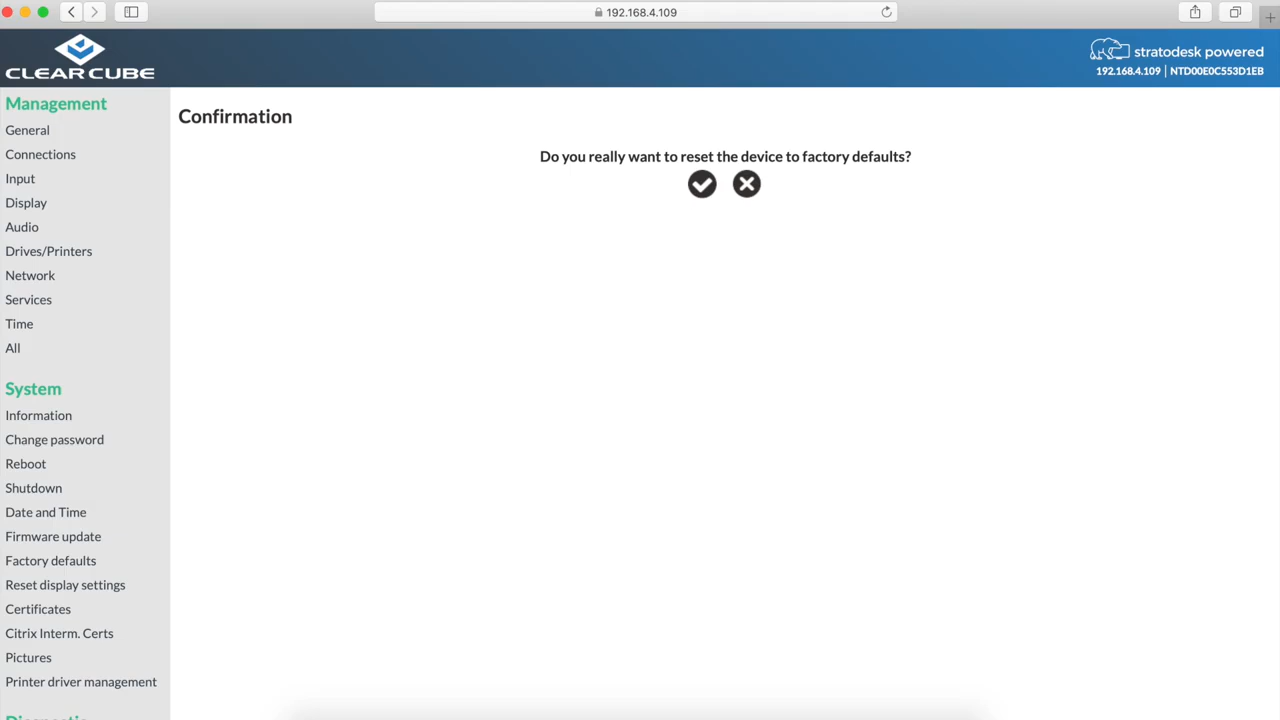 192.168.4.109
CLEARCUBE
stratodesk powered
192.168.4.109 | NTD00E0C553D1EB
Management
General
Connections
Input
Display
Audio
Drives/Printers
Network
Services
Time
All
System
Information
Change password
Reboot
Shutdown
Date and Time
Firmware update
Factory defaults
Reset display settings
Certificates
Citrix Interm. Certs
Pictures
Printer driver management
Confirmation
Do you really want to reset the device to factory defaults?